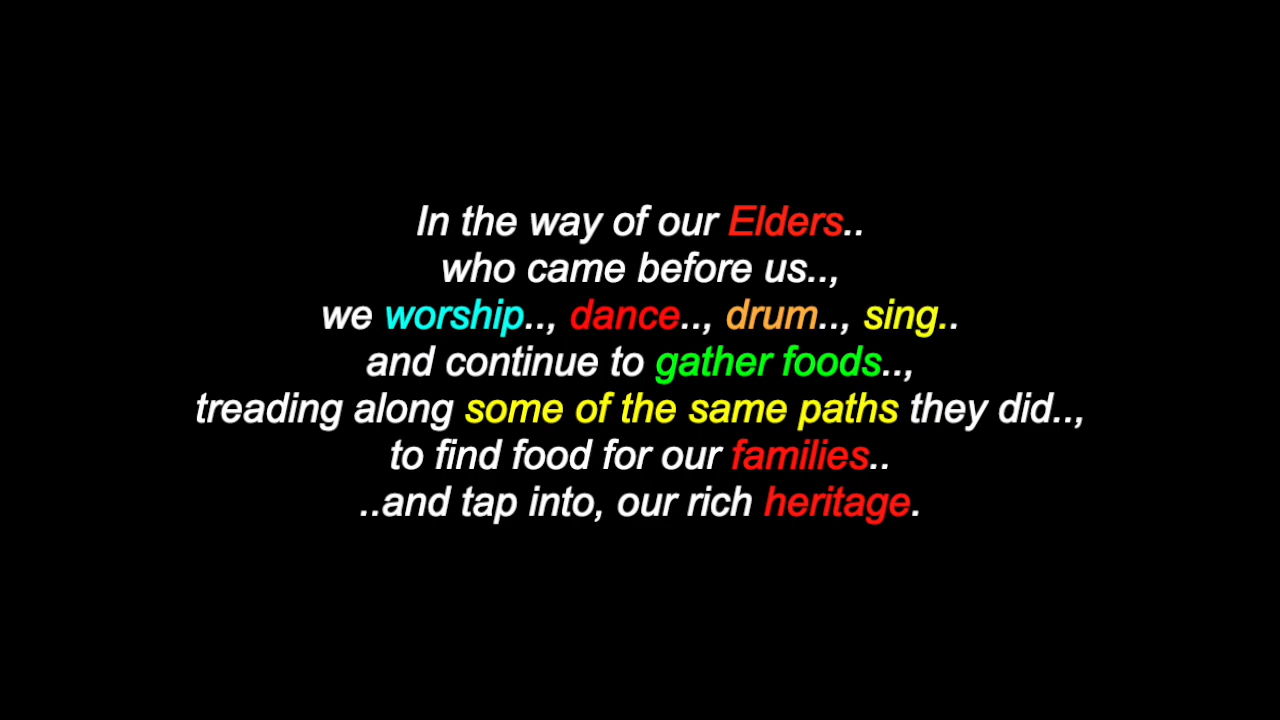 In the way of our Elders..
who came before us..,
we worship.., dance.., drum.., sing..
and continue to gather foods..,
treading along some of the same paths they did..,
to find food for our families..
..and tap into, our rich heritage.